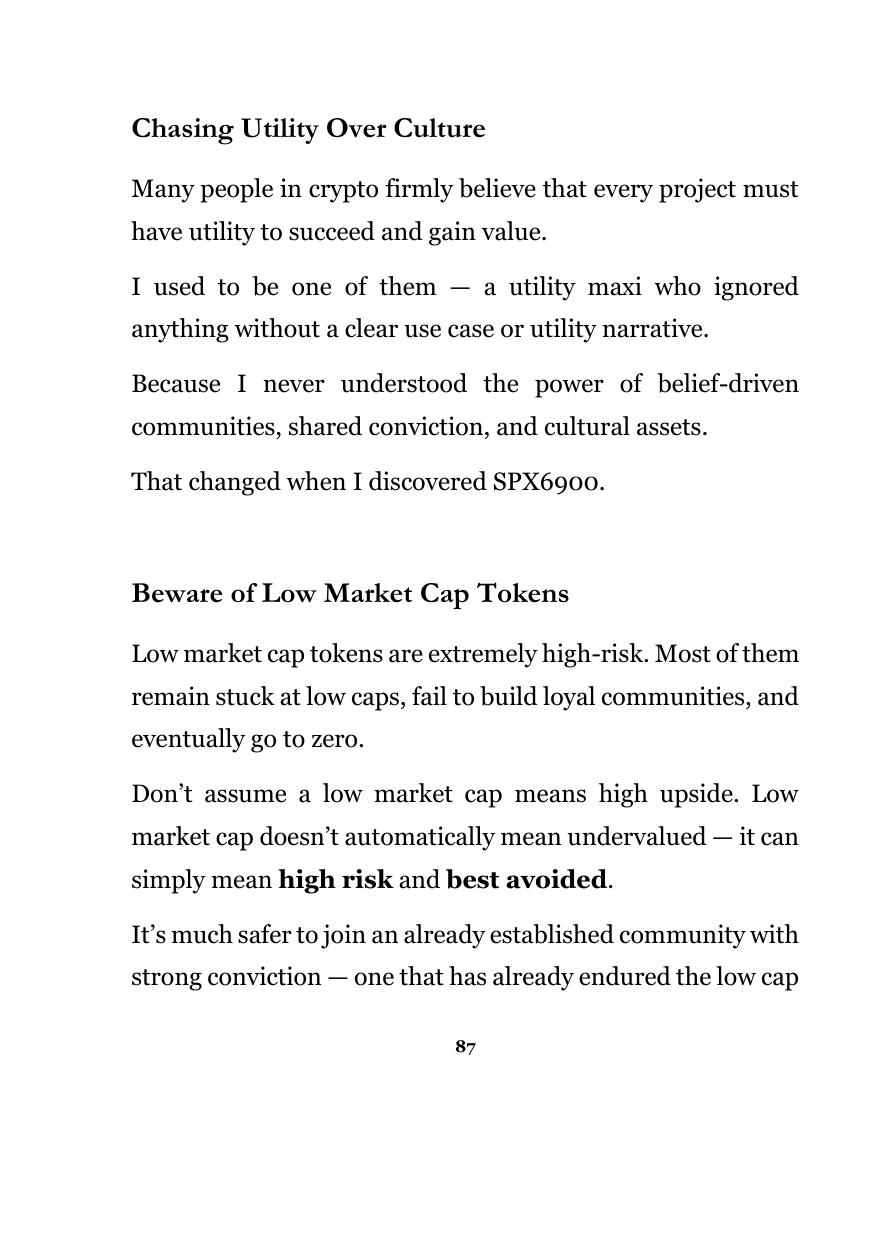 Chasing Utility Over Culture
Many people in crypto firmly believe that every project must
have utility to succeed and gain value.
I used to be one of them — a utility maxi who ignored
anything without a clear use case or utility narrative.
Because I never understood the power of belief-driven
communities, shared conviction, and cultural assets.
That changed when I discovered SPX6900.
Beware of Low Market Cap Tokens
Low market cap tokens are extremely high-risk. Most of them
remain stuck at low caps, fail to build loyal communities, and
eventually go to zero.
Don’t assume a low market cap means high upside. Low
market cap doesn’t automatically mean undervalued — it can
simply mean high risk and best avoided.
It’s much safer to join an already established community with
strong conviction — one that has already endured the low cap
87